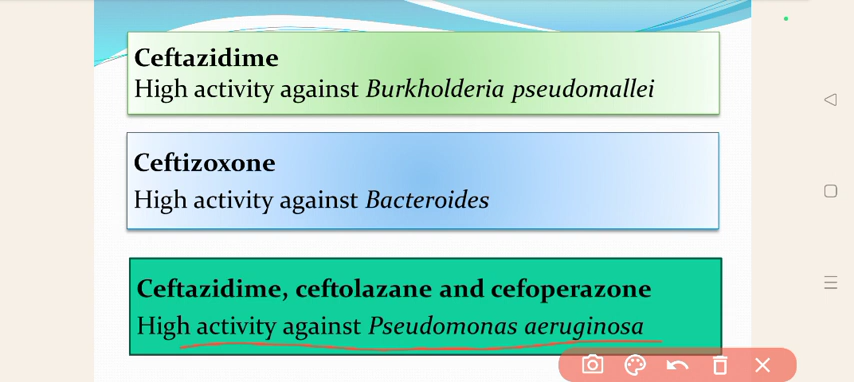 Ceftazidime
High activity against Burkholderia pseudomallei
Ceftizoxone
High activity against Bacteroides
Ceftazidime, ceftolazane and cefoperazone
High activity against Pseudomonas aeruginosa